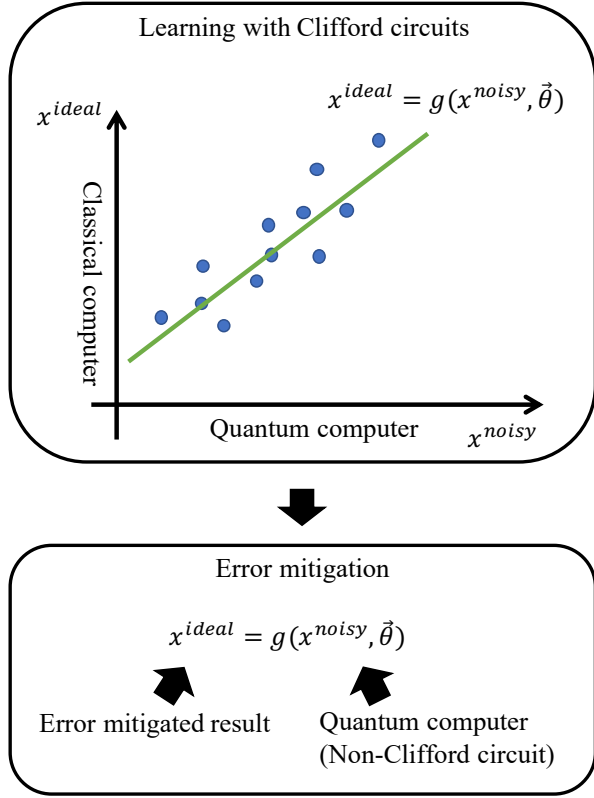 Learning with Clifford circuits
x^{ideal} = g(x^{noisy}, \vec{θ})
x^{ideal}
Classical computer
Quantum computer
x^{noisy}
Error mitigation
x^{ideal} = g(x^{noisy}, \vec{θ})
Error mitigated result
Quantum computer
(Non-Clifford circuit)